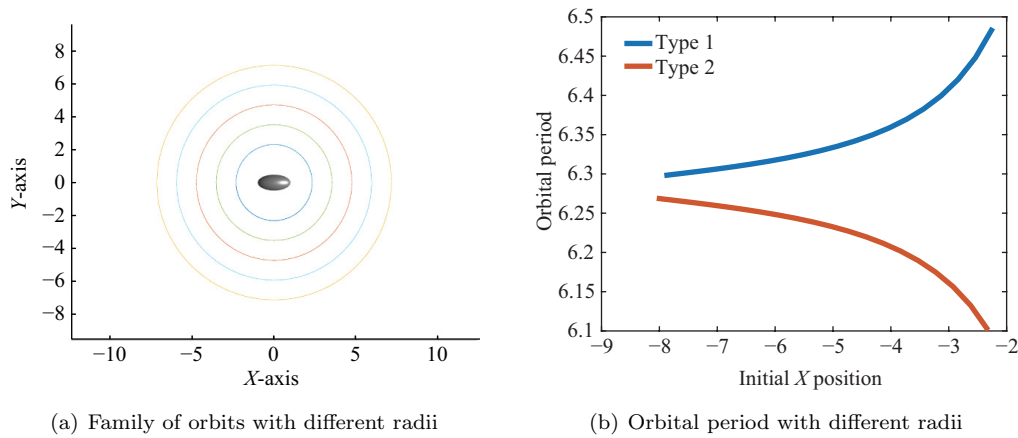 8
6
4
2
0
−2
−4
−6
−8
Y-axis
−10 −5 0 5 10
X-axis
(a) Family of orbits with different radii
6.5
6.45
6.4
6.35
6.3
6.25
6.2
6.15
6.1
Orbital period
Type 1
Type 2
−9 −8 −7 −6 −5 −4 −3 −2
Initial X position
(b) Orbital period with different radii